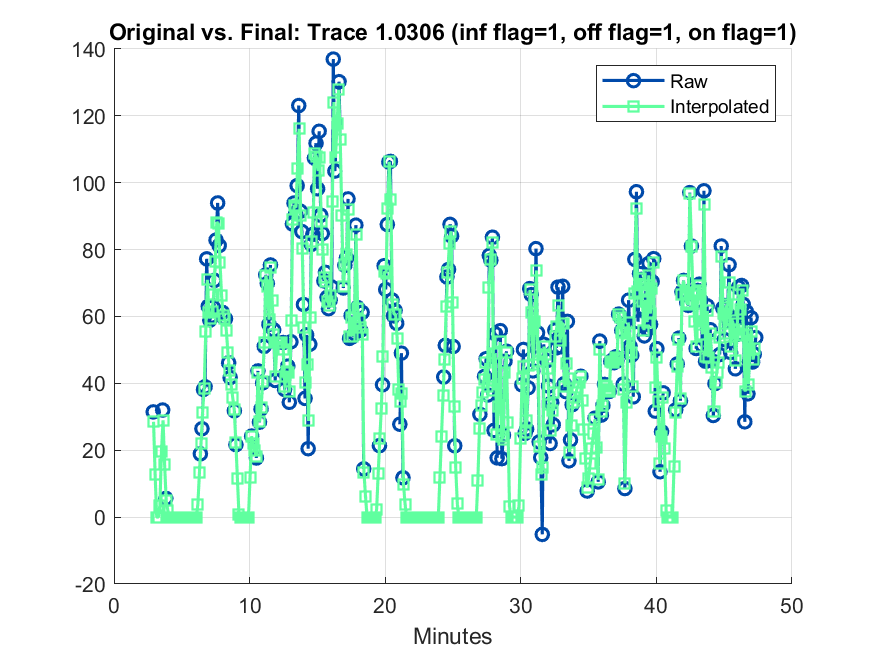 Original vs. Final: Trace 1.0306 (inf flag=1, off flag=1, on flag=1)
140
120
100
80
60
40
20
0
-20
Raw
Interpolated
0 10 20 30 40 50
Minutes